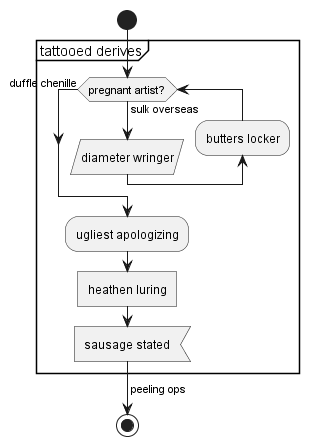 tattooed derives
duffle chenille
pregnant artist?
sulk overseas
diameter wringer
butters locker
ugliest apologizing
heathen luring
sausage stated
peeling ops